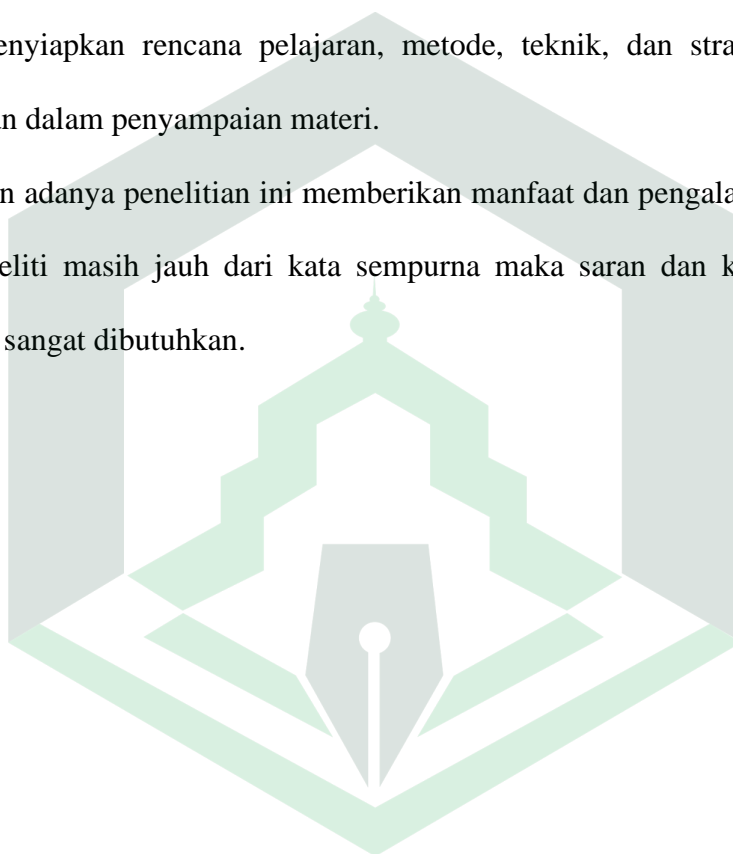 enyiapkan rencana pelajaran, metode, teknik, dan stra
n dalam penyampaian materi.
n adanya penelitian ini memberikan manfaat dan pengala
eliti masih jauh dari kata sempurna maka saran dan k
sangat dibutuhkan.